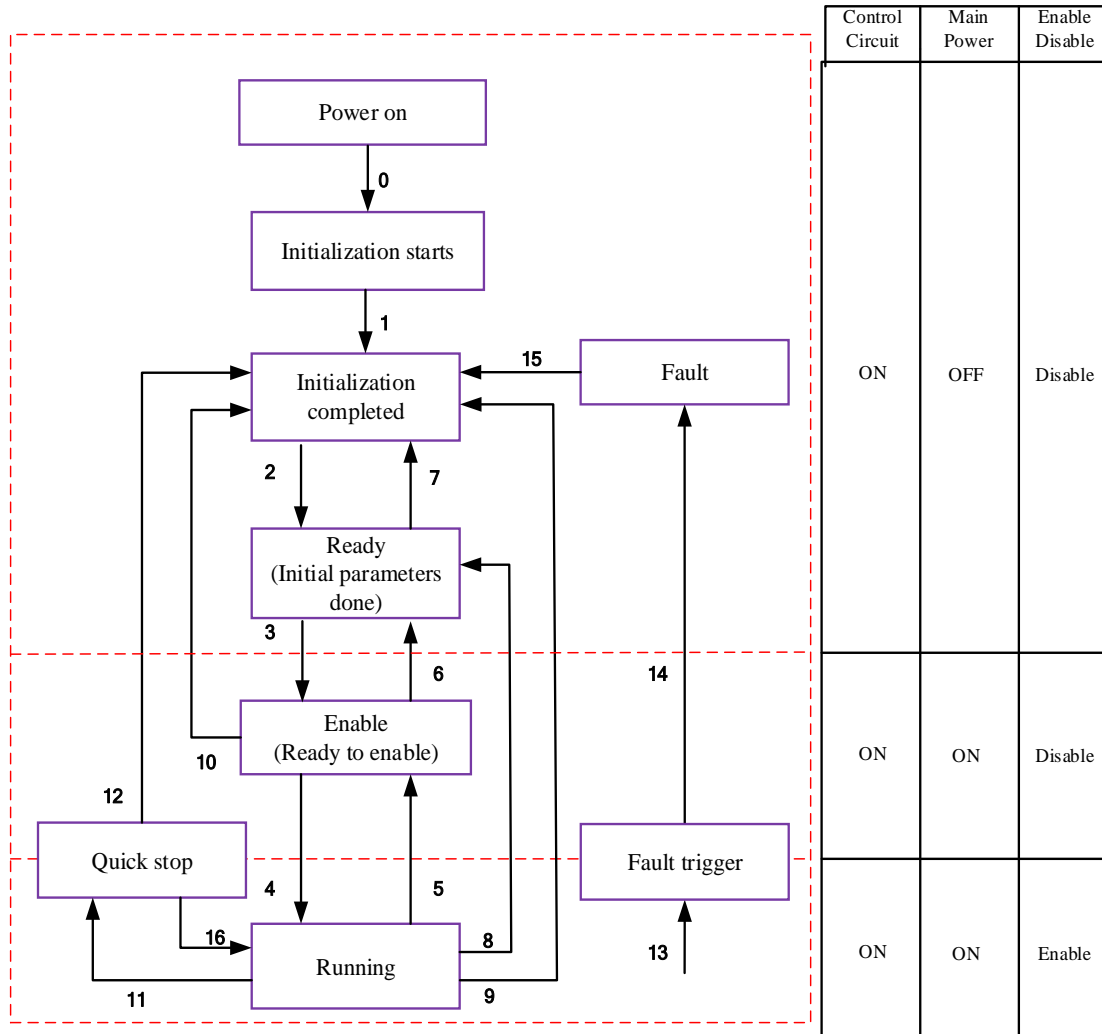 Control
Circuit
Main
Power
Enable
Disable
Power on
0
Initialization starts
1
Initialization
completed
15
Fault
ON
OFF
Disable
2
7
Ready
(Initial parameters
done)
3
6
14
Enable
(Ready to enable)
10
ON
ON
Disable
12
Quick stop
Fault trigger
4
5
16
8
13
Running
11
9
ON
ON
Enable